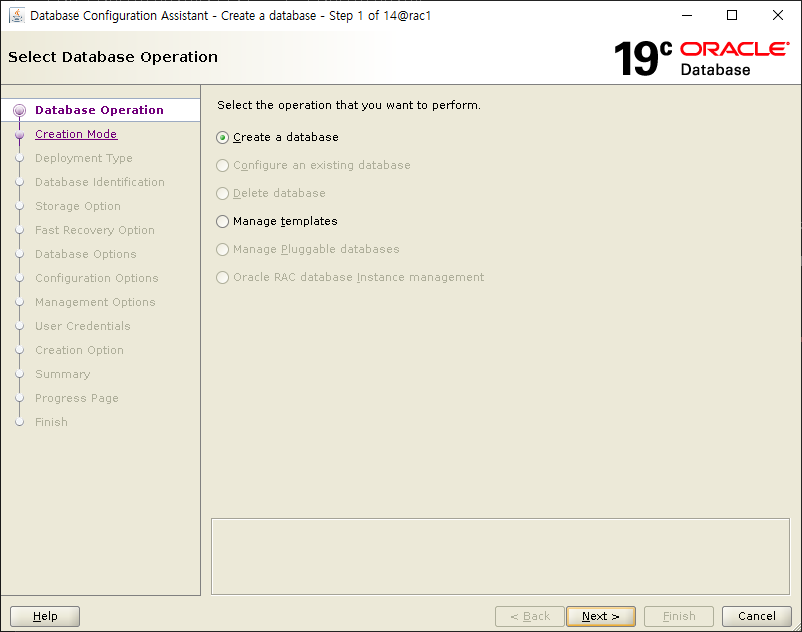 Database Configuration Assistant - Create a database - Step 1 of 14@rac1
Select Database Operation
19c ORACLE
Database
Database Operation
Creation Mode
Deployment Type
Database Identification
Storage Option
Fast Recovery Option
Database Options
Configuration Options
Management Options
User Credentials
Creation Option
Summary
Progress Page
Finish
Select the operation that you want to perform.
Create a database
Configure an existing database
Delete database
Manage templates
Manage Pluggable databases
Oracle RAC database Instance management
Help
< Back
Next >
Finish
Cancel